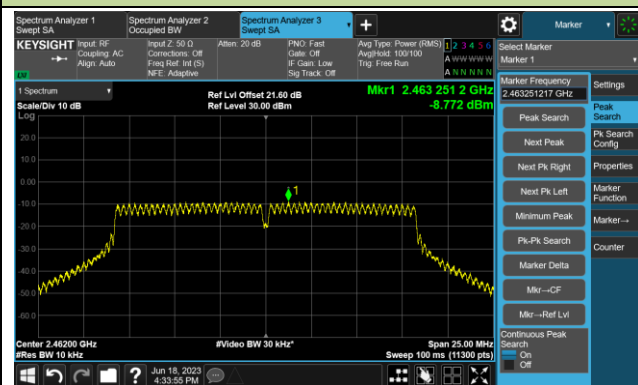 Spectrum Analyzer 1
Swept SA
Spectrum Analyzer 2
Occupied BW
Spectrum Analyzer 3
Swept SA
Marker
KEYSIGHT
Input: RF
Coupling: AC
Align: Auto
Input Z: 50 Ω
Corrections: Off
Freq Ref: Int (S)
NFE: Adaptive
Atten: 20 dB
PNO: Fast
Gate: Off
IF Gain: Low
Sig Track: Off
Avg Type: Power (RMS)
Avg|Hold: 100/100
Trig: Free Run
1 2 3 4 5 6
A W W W W W
A N N N N N
Select Marker
Marker 1
1 Spectrum
Scale/Div 10 dB
Log
Ref Lvl Offset 21.60 dB
Ref Level 30.00 dBm
Mkr1 2.463 251 2 GHz
-8.772 dBm
1
20.0
10.0
0.00
-10.0
-20.0
-30.0
-40.0
-50.0
-60.0
Center 2.46200 GHz
#Res BW 10 kHz
#Video BW 30 kHz*
Span 25.00 MHz
Sweep 100 ms (11300 pts)
Marker Frequency
2.463251217 GHz
Peak Search
Next Peak
Next Pk Right
Next Pk Left
Minimum Peak
Pk-Pk Search
Marker Delta
Mkr→CF
Mkr→Ref Lvl
Continuous Peak
Search
On
Off
Settings
Peak
Search
Pk Search
Config
Properties
Marker
Function
Marker→
Counter
Jun 18, 2023
4:33:55 PM